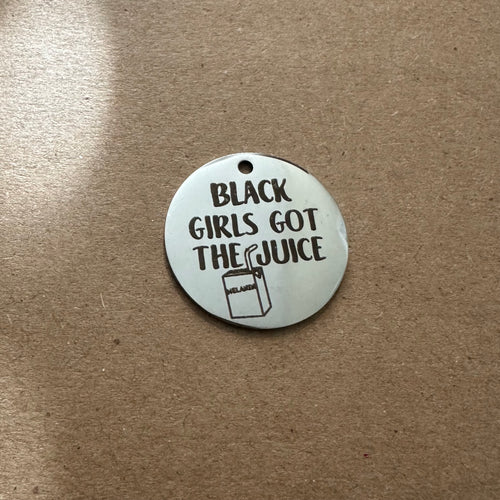 BLACK
GIRLS GOT
THE JUICE
MELANIN